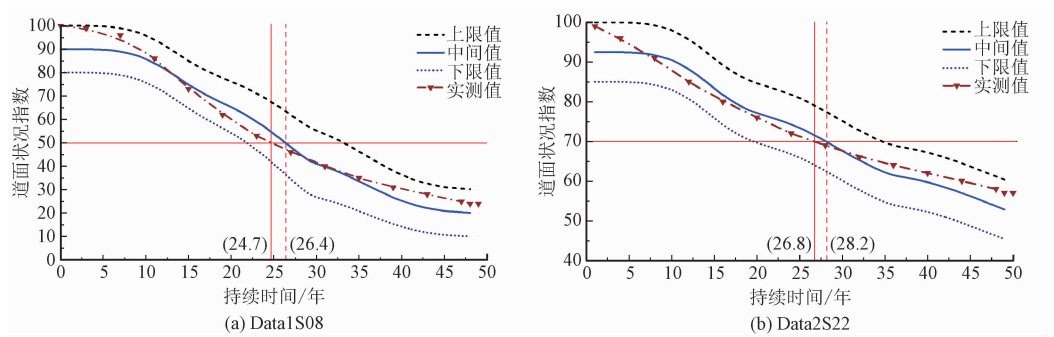 100
90
80
70
60
50
40
30
20
10
0
道面状况指数
上限值
中间值
下限值
实测值
(24.7)
(26.4)
0 5 10 15 20 25 30 35 40 45 50
持续时间/年
(a) Data1S08
100
90
80
70
60
50
40
道面状况指数
上限值
中间值
下限值
实测值
(26.8)
(28.2)
0 5 10 15 20 25 30 35 40 45 50
持续时间/年
(b) Data2S22